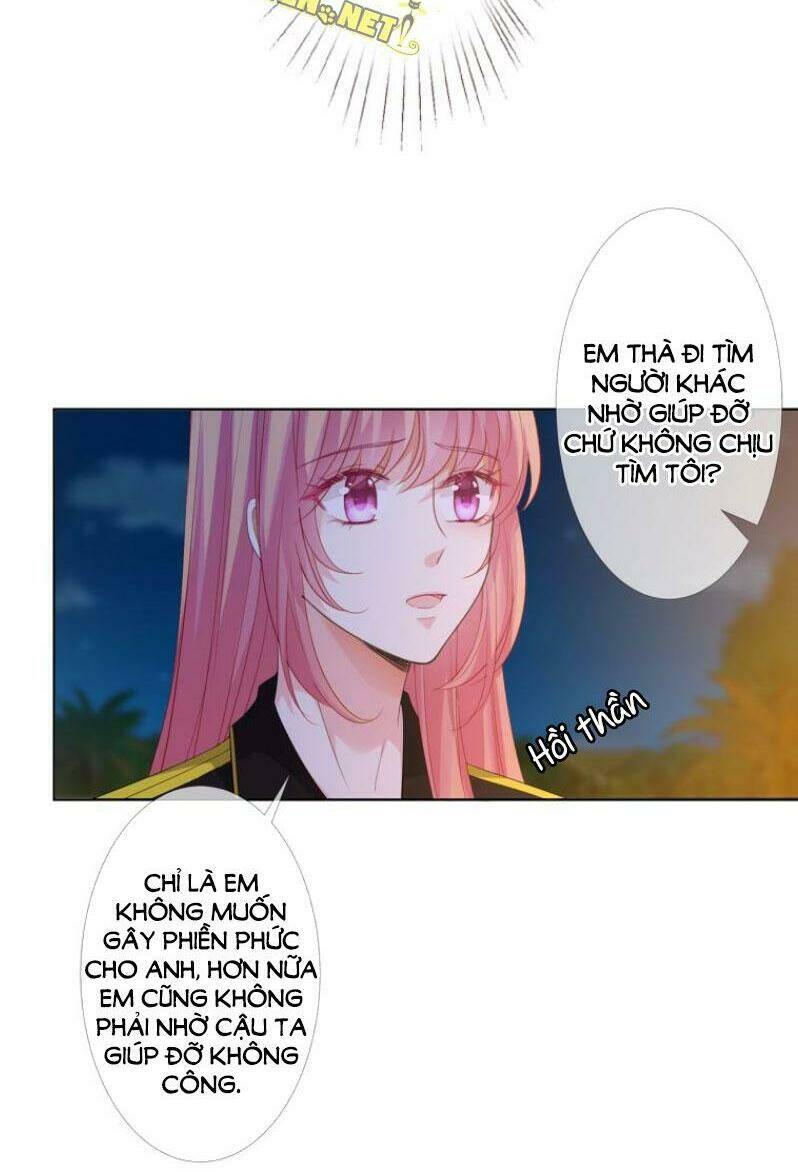 EN.NET
EM THÀ ĐI TÌM
NGƯỜI KHÁC
NHỜ GIÚP ĐỠ
CHỨ KHÔNG CHỊU
TÌM TÔI?
Hồi thần
CHỈ LÀ EM
KHÔNG MUỐN
GÂY PHIỀN PHỨC
CHO ANH, HƠN NỮA
EM CŨNG KHÔNG
PHẢI NHỜ CẬU TA
GIÚP ĐỠ KHÔNG
CÔNG.